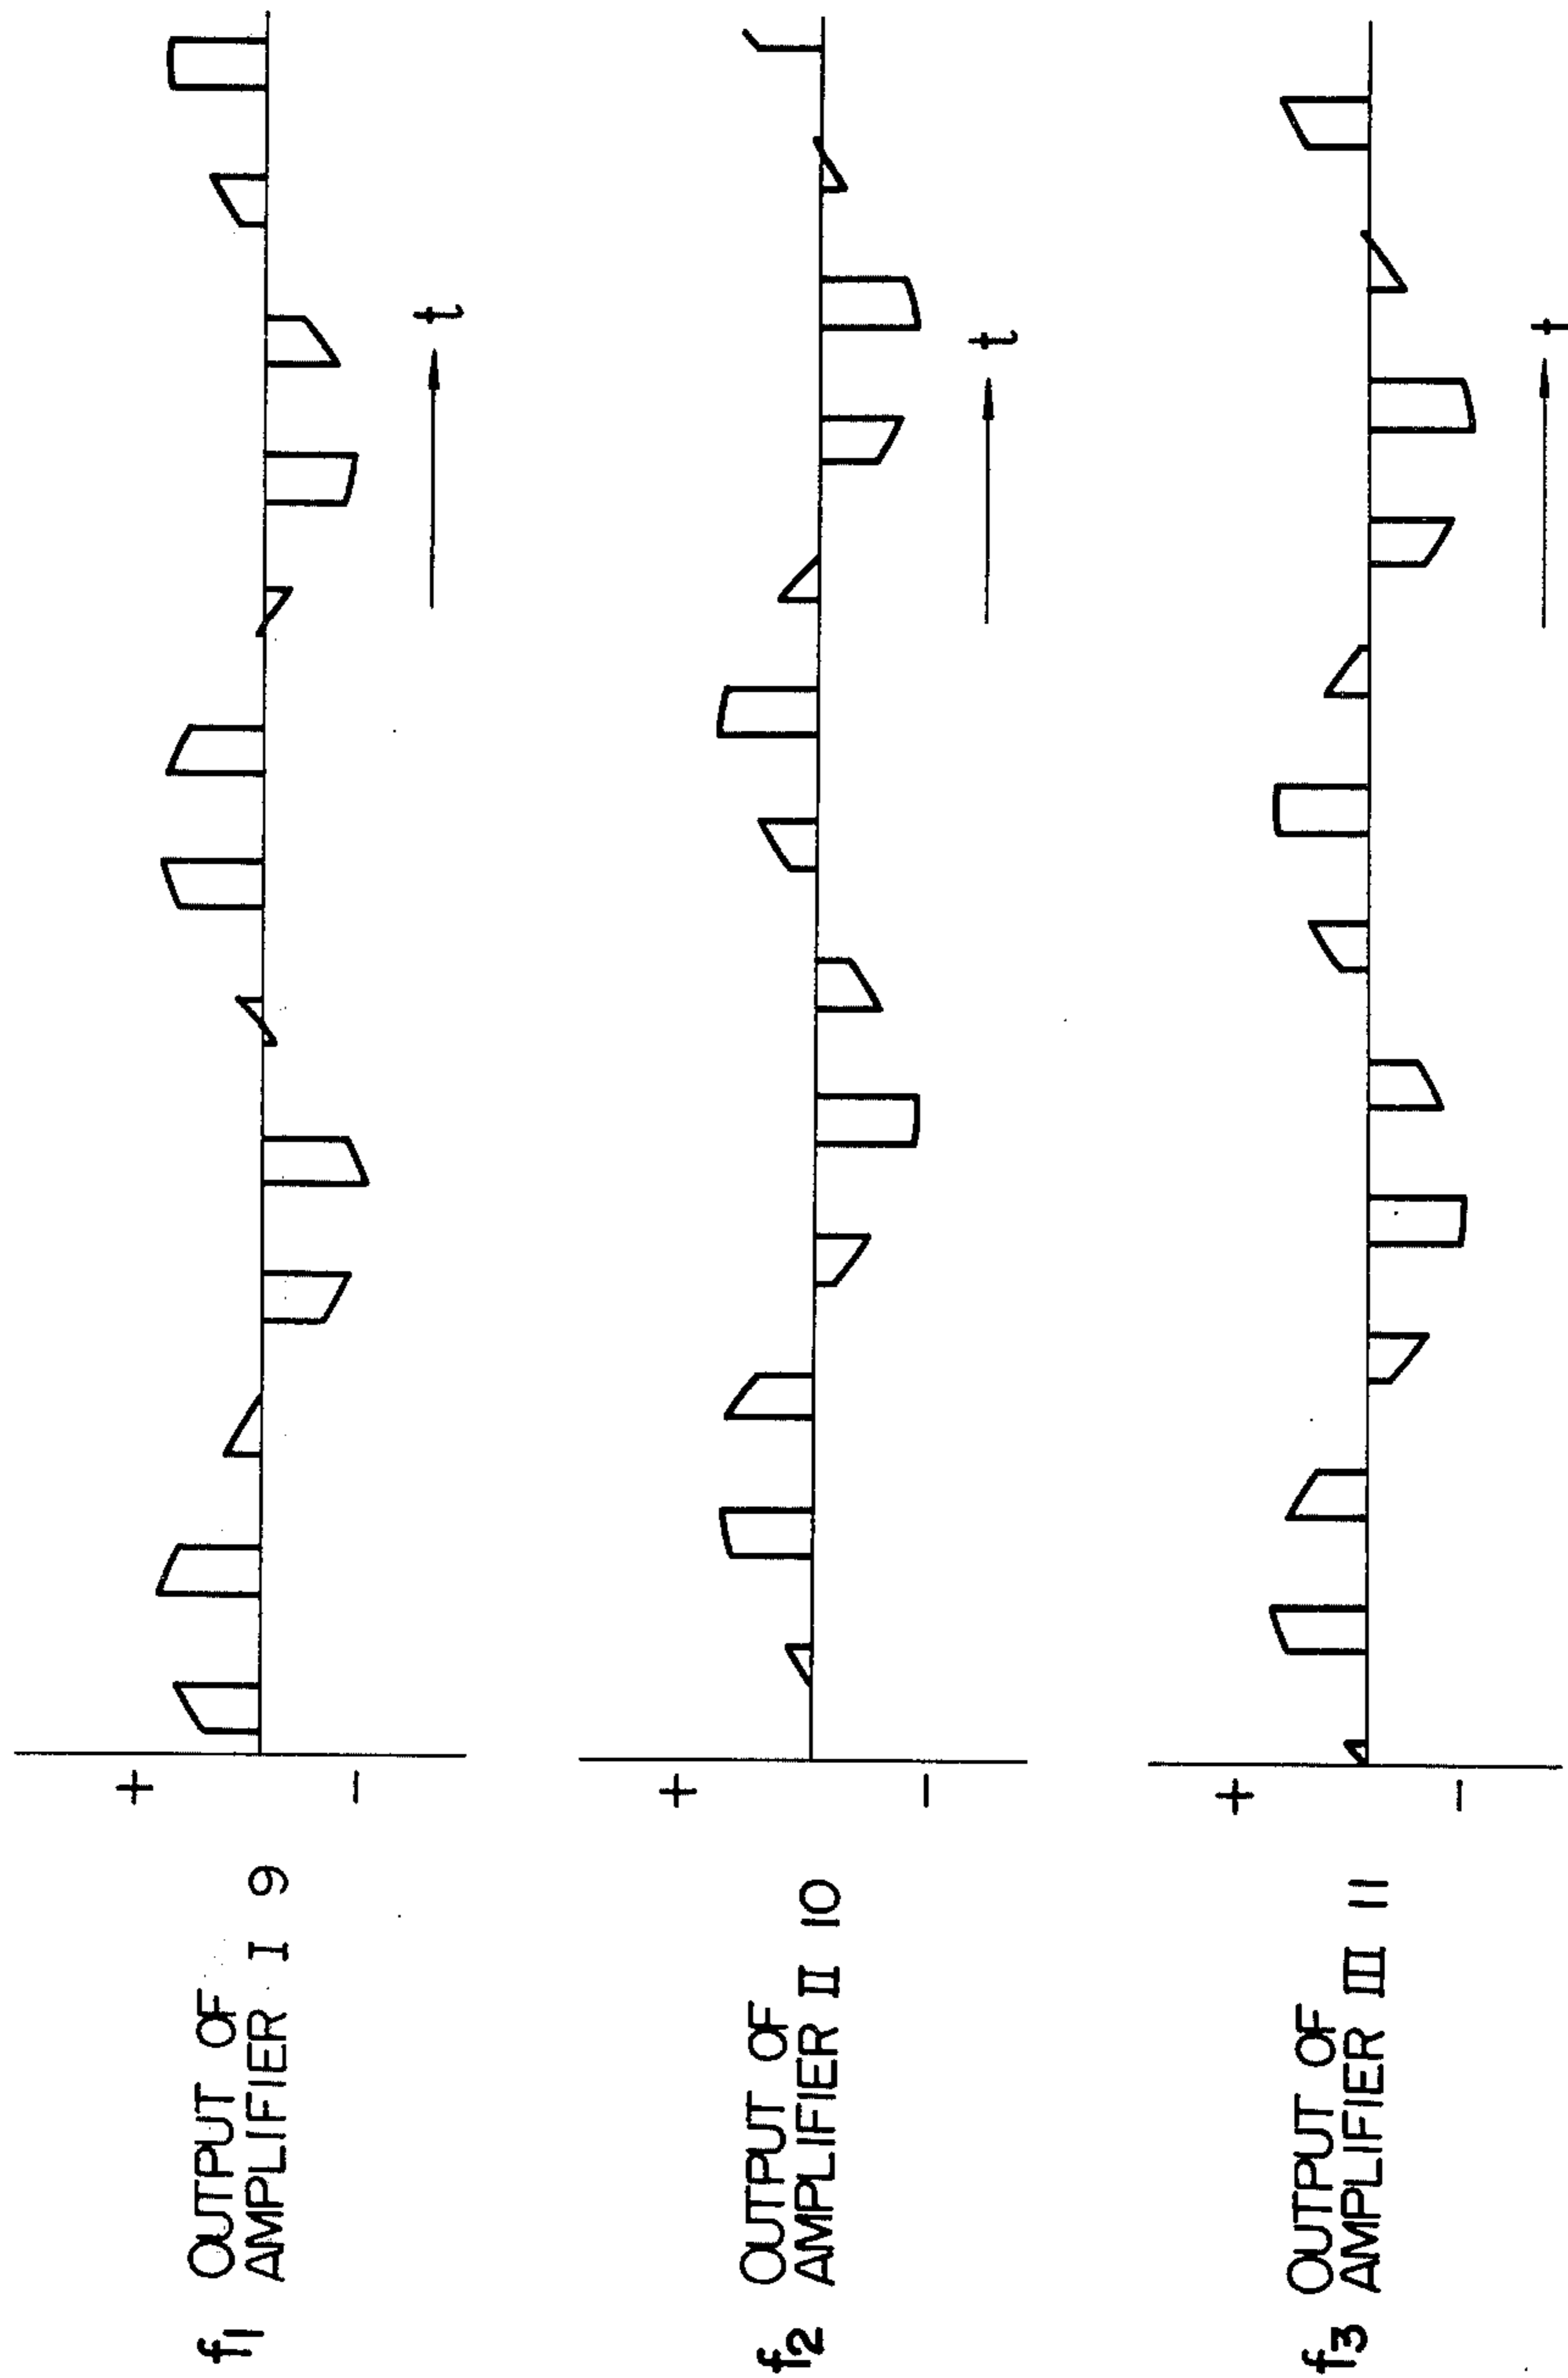 f1 OUTPUT OF
AMPLIFIER I 9
+
-
t
f2 OUTPUT OF
AMPLIFIER II 10
+
-
t
f3 OUTPUT OF
AMPLIFIER III 11
+
-
t